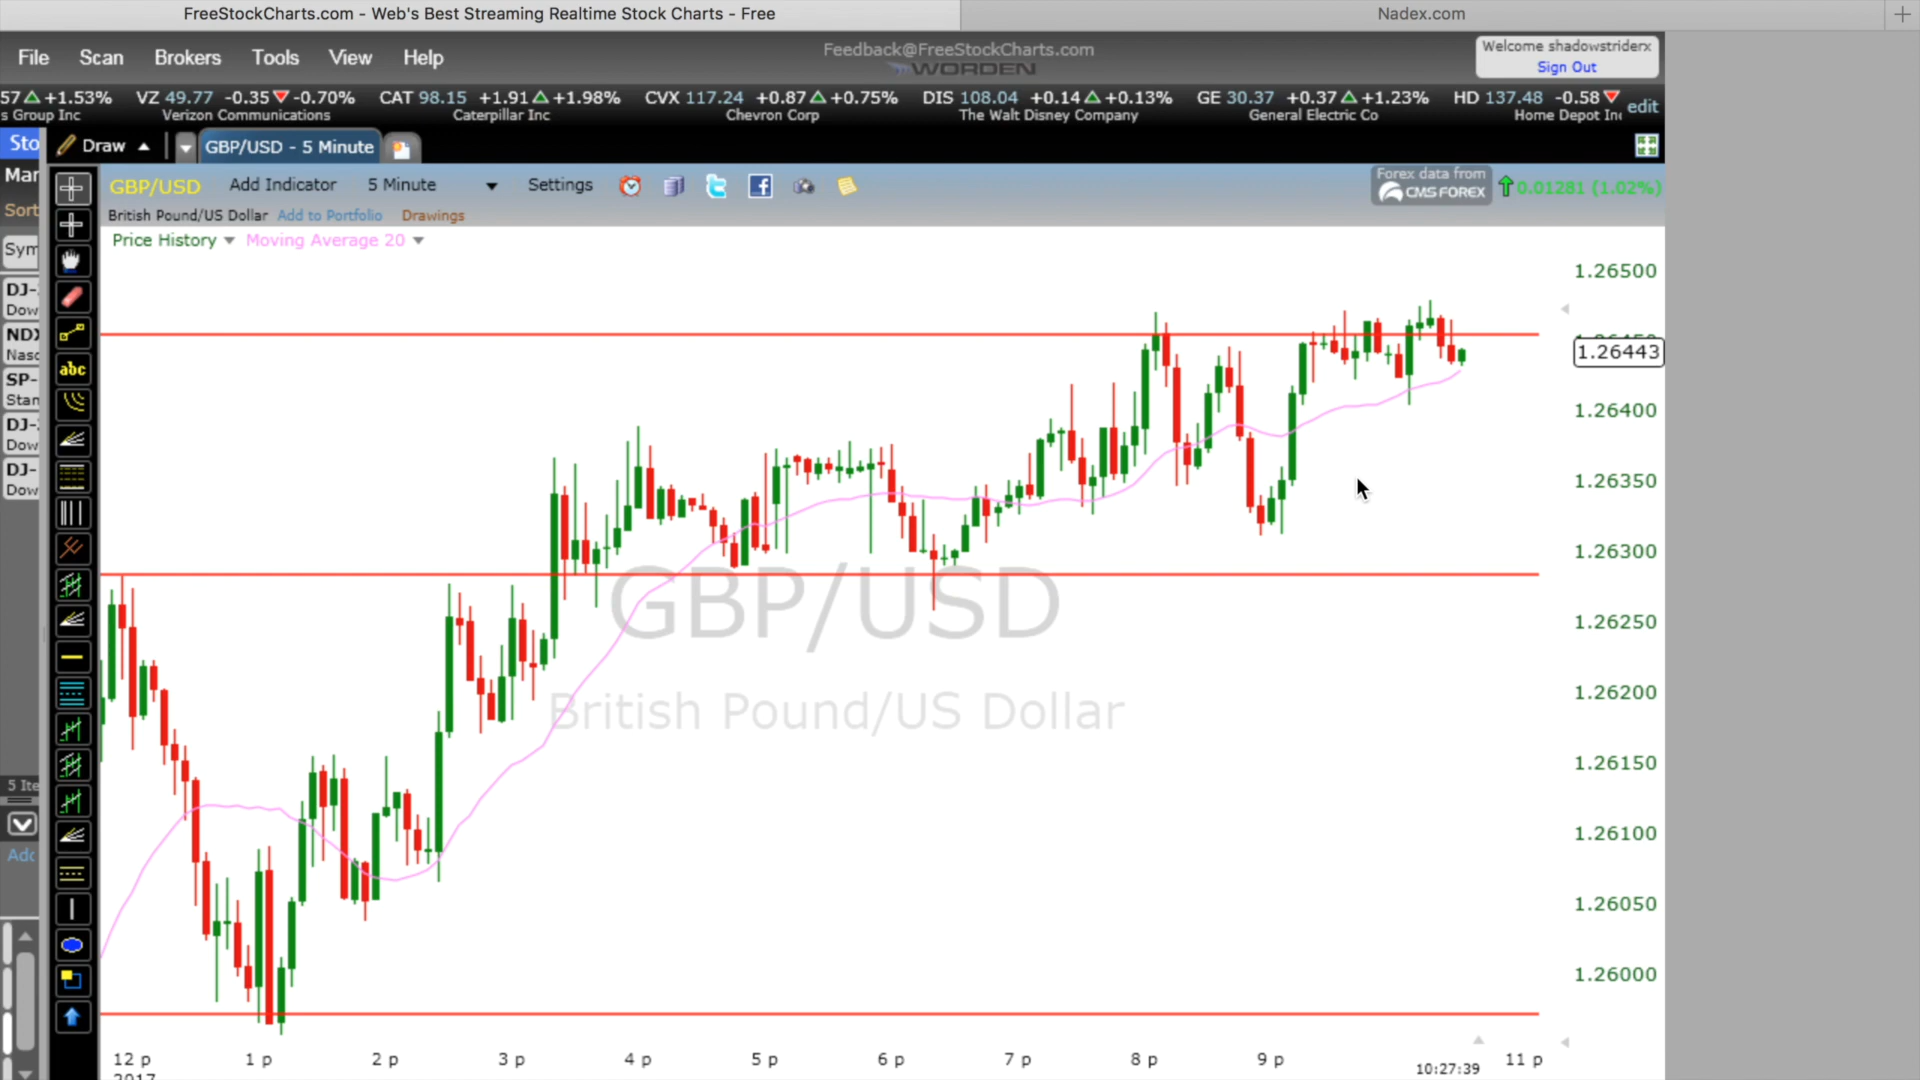 FreeStockCharts.com - Web's Best Streaming Realtime Stock Charts - Free
Nadex.com
File Scan Brokers Tools View Help
Feedback@FreeStockCharts.com
WORDEN
Welcome shadowstriderx
Sign Out
57 +1.53% VZ 49.77 -0.35 -0.70% CAT 98.15 +1.91 +1.98% CVX 117.24 +0.87 +0.75% DIS 108.04 +0.14 +0.13% GE 30.37 +0.37 +1.23% HD 137.48 -0.58 edit
s Group Inc Verizon Communications Caterpillar Inc Chevron Corp The Walt Disney Company General Electric Co Home Depot Inc
Sto
Draw GBP/USD - 5 Minute
Mar
GBP/USD Add Indicator 5 Minute Settings
Forex data from
CMS FOREX
0.01281 (1.02%)
Sort
British Pound/US Dollar Add to Portfolio Drawings
Sym
Price History Moving Average 20
DJ-
Dow
NDX
Nasc
SP-
Stan
DJ-
Dow
DJ-
Dow
abc
5 Ite
Add
1.26500
1.26443
1.26400
1.26350
1.26300
1.26250
1.26200
1.26150
1.26100
1.26050
1.26000
GBP/USD
British Pound/US Dollar
12 p 1 p 2 p 3 p 4 p 5 p 6 p 7 p 8 p 9 p 11 p
10:27:39
2017